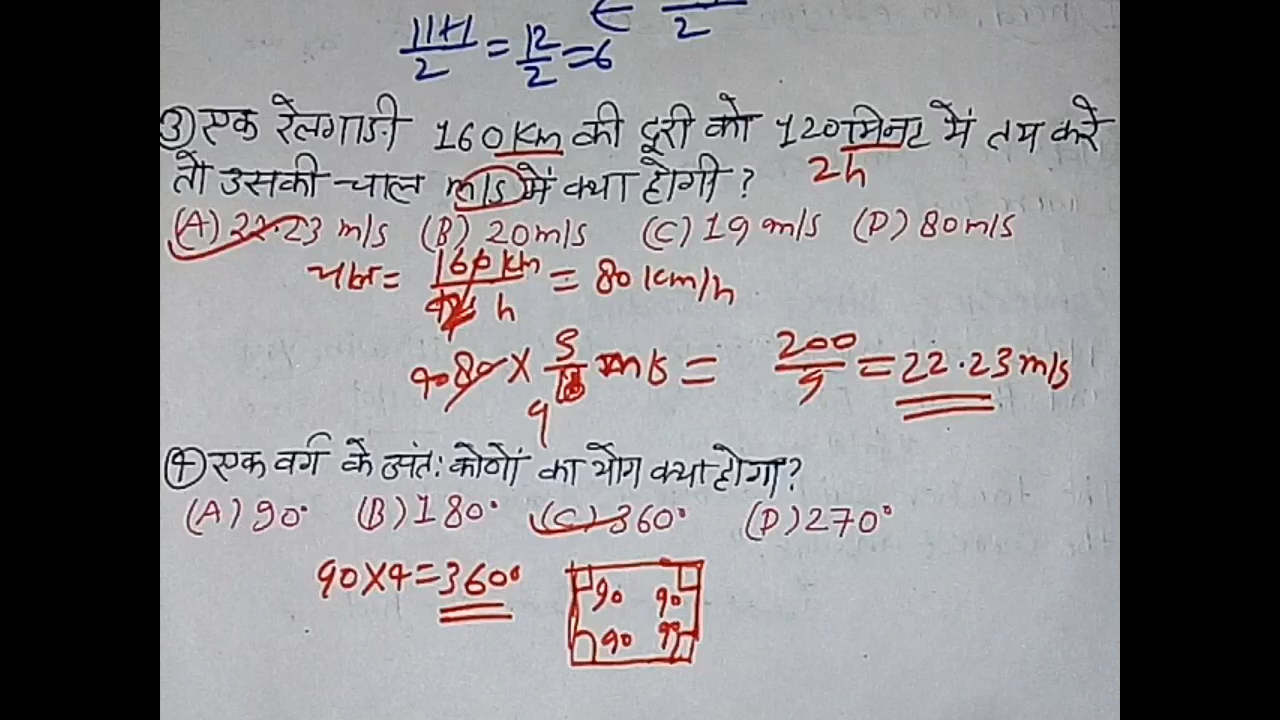 11+1/2 = 12/2 = 6 ← /2
③ एक रेलगाडी 160 Km की दूरी को 120 मिनट में तय करे
तो उसकी चाल m/s में क्या होगी ? 2h
(A) 22.23 m/s (B) 20 m/s (C) 19 m/s (D) 80 m/s
चाल = 160 km / h = 80 km/h
40 80 × 5/18 m/s = 200/9 = 22.23 m/s
9
④ एक वर्ग के अंत: कोणों का योग क्या होगा ?
(A) 90° (B) 180° (C) 360° (D) 270°
90×4 = 360°
90 90
90 90